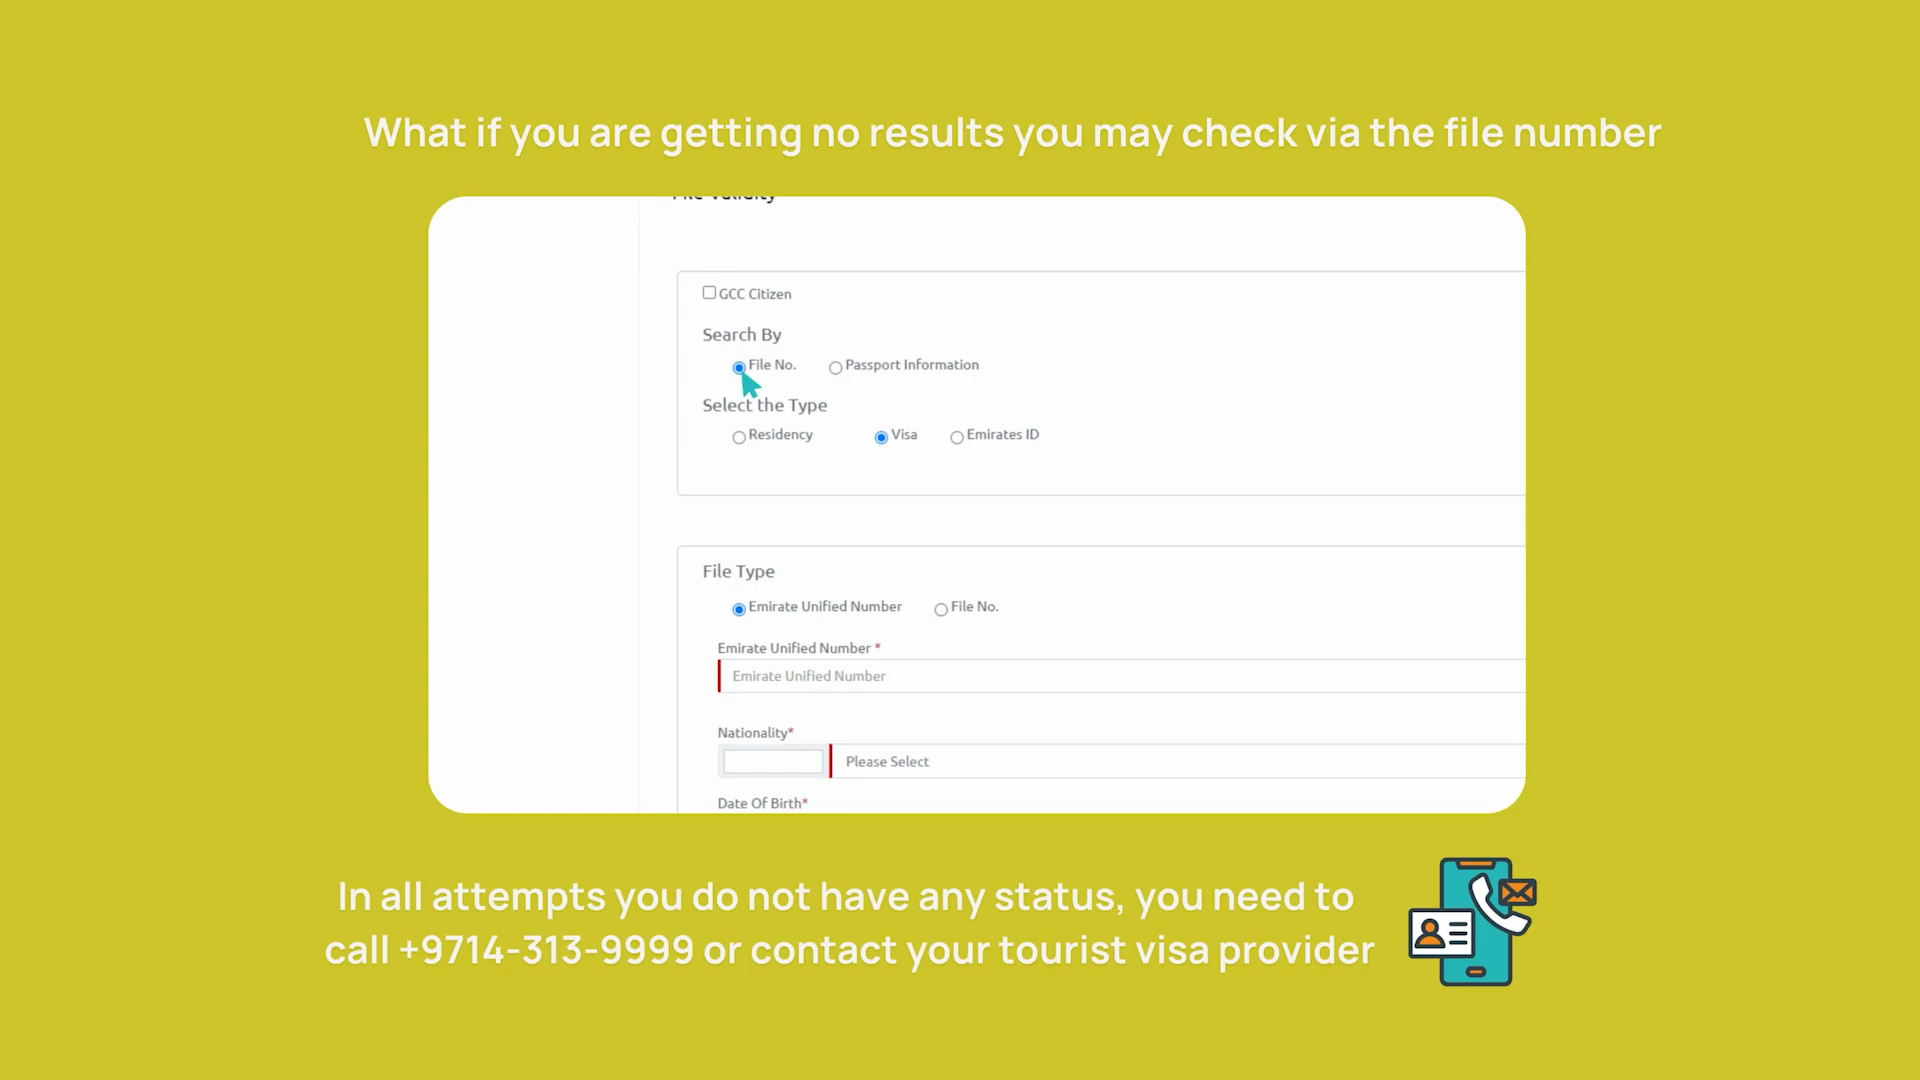 What if you are getting no results you may check via the file number
File Validity
GCC Citizen
Search By
File No. Passport Information
Select the Type
Residency Visa Emirates ID
File Type
Emirate Unified Number File No.
Emirate Unified Number *
Emirate Unified Number
Nationality*
Please Select
Date Of Birth*
In all attempts you do not have any status, you need to
call +9714-313-9999 or contact your tourist visa provider